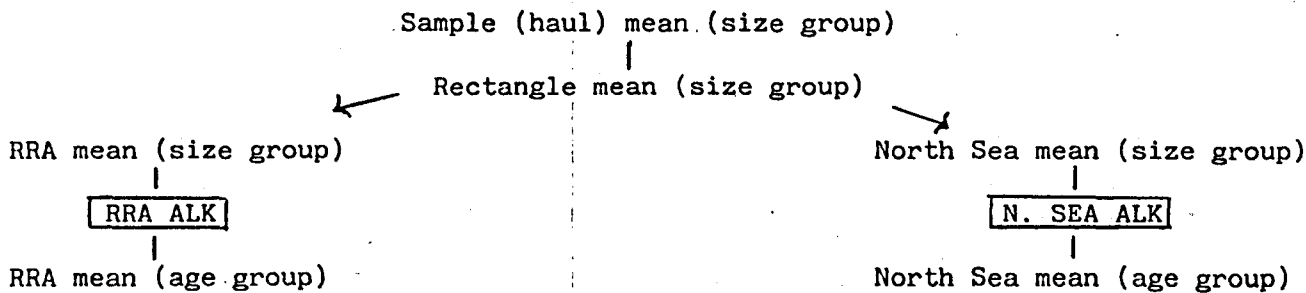 Sample (haul) mean (size group)
Rectangle mean (size group)
RRA mean (size group) North Sea mean (size group)
RRA ALK N. SEA ALK
RRA mean (age group) North Sea mean (age group)